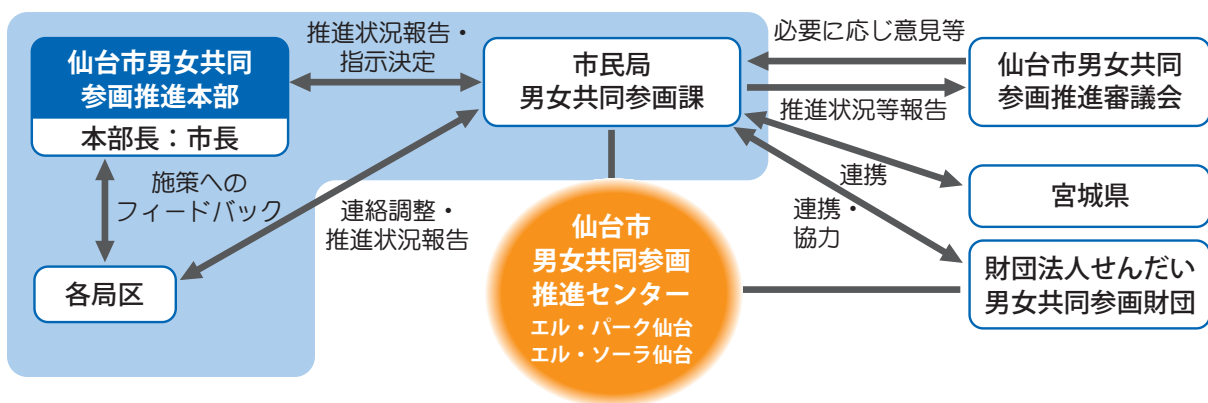 仙台市男女共同
参画推進本部
本部長：市長
推進状況報告・
指示決定
市民局
男女共同参画課
必要に応じ意見等
推進状況等報告
仙台市男女共同
参画推進審議会
施策への
フィードバック
連絡調整・
推進状況報告
連携
連携・
協力
宮城県
各局区
仙台市
男女共同参画
推進センター
エル・パーク仙台
エル・ソーラ仙台
財団法人せんだい
男女共同参画財団